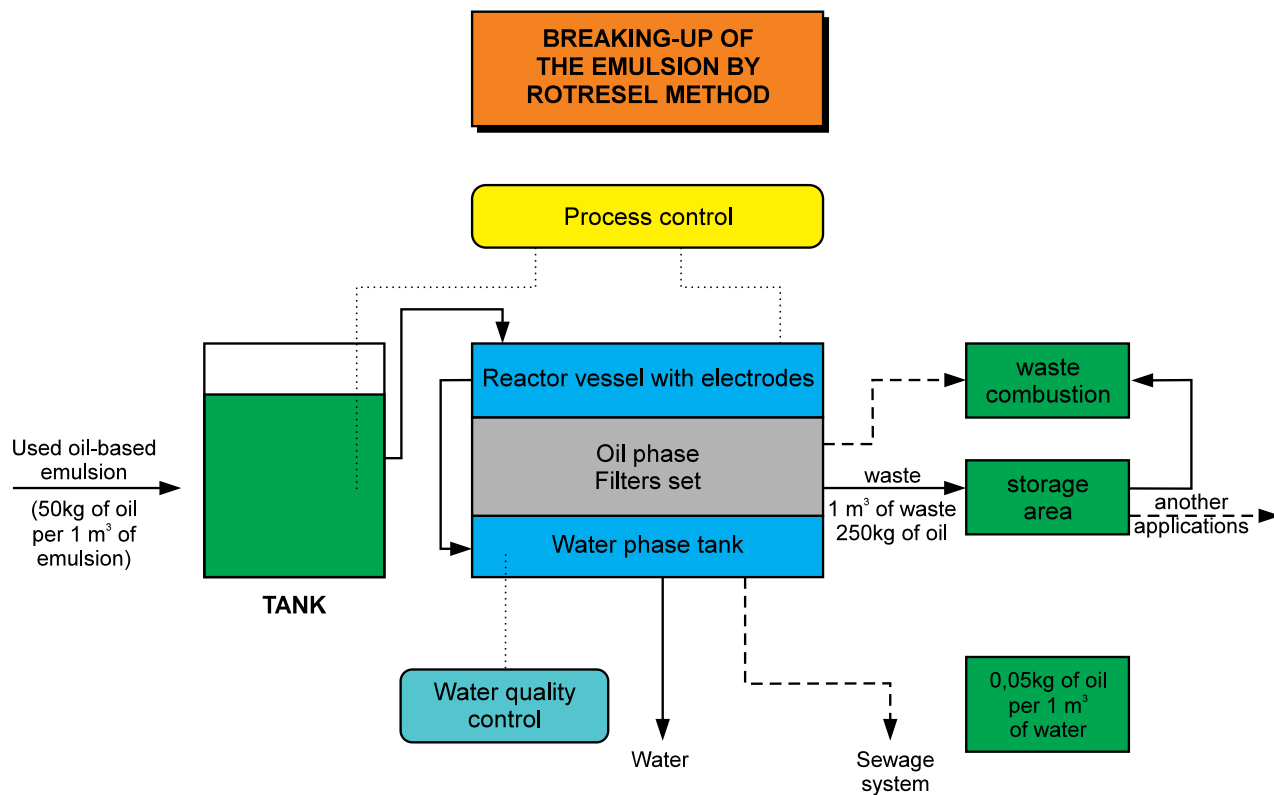 BREAKING-UP OF
THE EMULSION BY
ROTRESEL METHOD
Process control
Reactor vessel with electrodes
waste
combustion
Used oil-based
emulsion
(50kg of oil
per 1 m³ of
emulsion)
Oil phase
Filters set
waste
1 m³ of waste
250kg of oil
storage
area
another
applications
Water phase tank
TANK
Water quality
control
0,05kg of oil
per 1 m³
of water
Water
Sewage
system